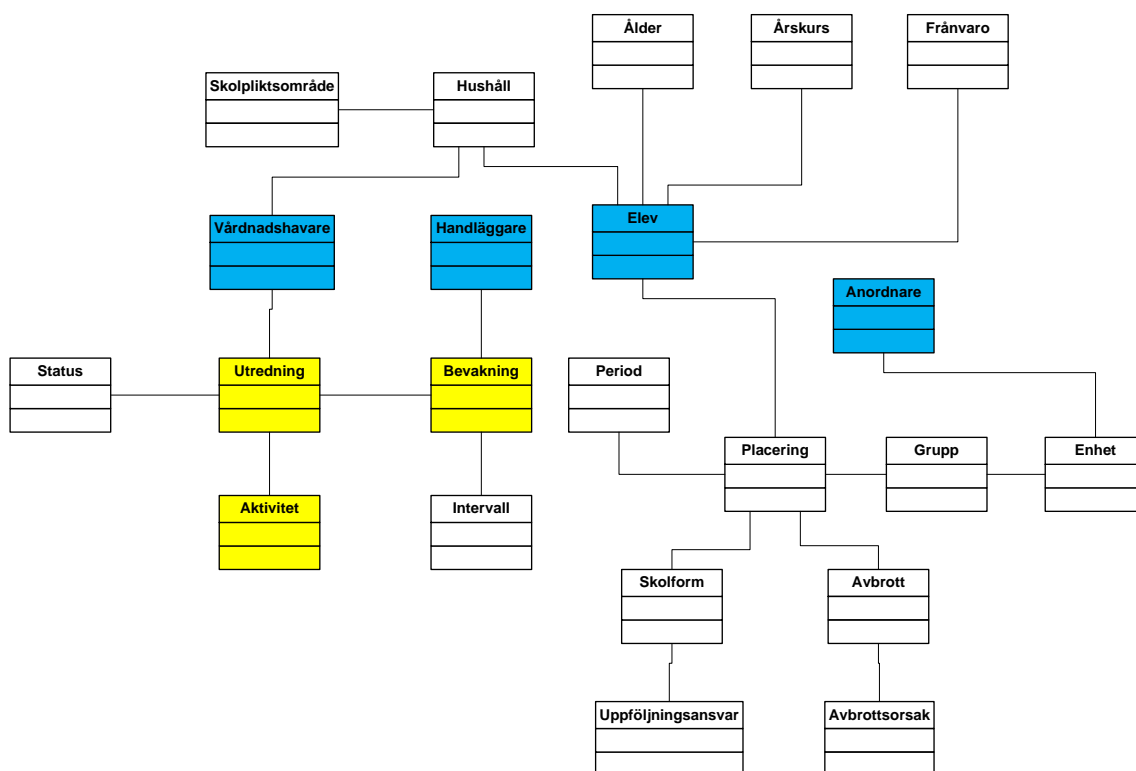 Ålder
Årskurs
Frånvaro
Skolpliktsområde
Hushåll
Vårdnadshavare
Handläggare
Elev
Anordnare
Status
Utredning
Bevakning
Period
Placering
Grupp
Enhet
Aktivitet
Intervall
Skolform
Avbrott
Uppföljningsansvar
Avbrottsorsak